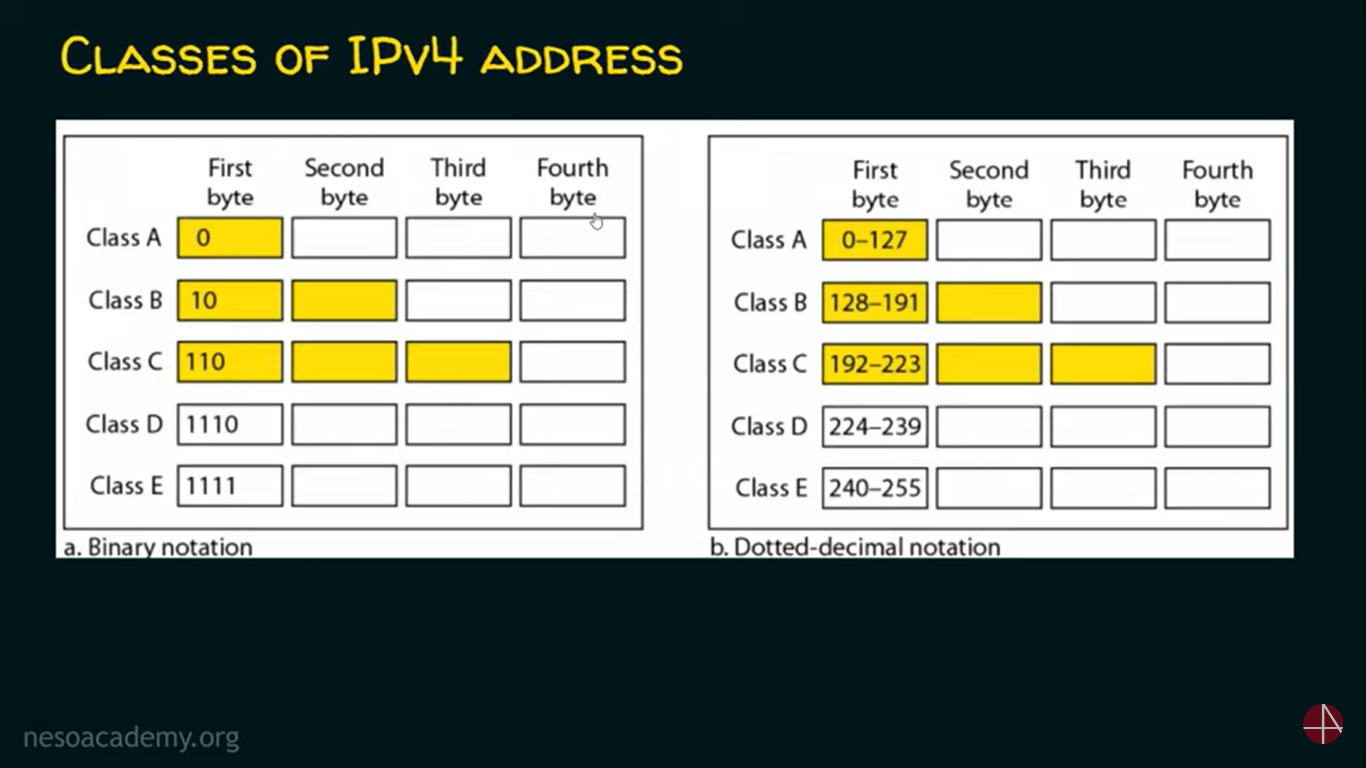 CLASSES OF IPv4 ADDRESS
First Second Third Fourth
byte byte byte byte
Class A 0
Class B 10
Class C 110
Class D 1110
Class E 1111
a. Binary notation
First Second Third Fourth
byte byte byte byte
Class A 0–127
Class B 128–191
Class C 192–223
Class D 224–239
Class E 240–255
b. Dotted-decimal notation
nesoacademy.org